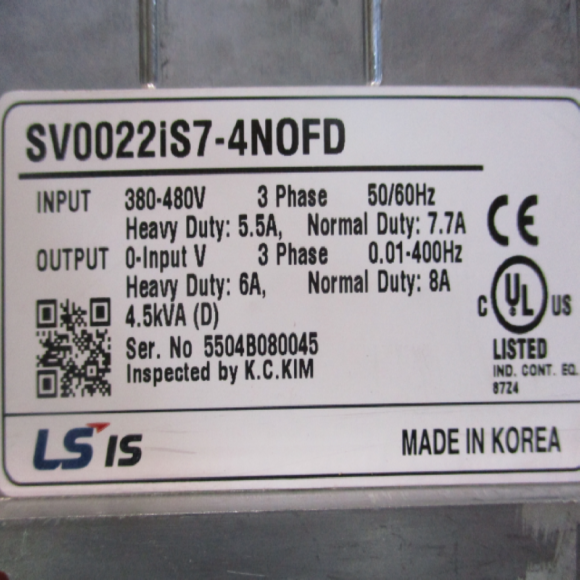 SV0022iS7-4NOFD
INPUT 380-480V 3 Phase 50/60Hz
Heavy Duty: 5.5A, Normal Duty: 7.7A
OUTPUT 0-Input V 3 Phase 0.01-400Hz
Heavy Duty: 6A, Normal Duty: 8A
4.5kVA (D)
Ser. No 5504B080045
Inspected by K.C.KIM
CE
C UL US
LISTED
IND. CONT. EQ.
87Z4
LS IS
MADE IN KOREA